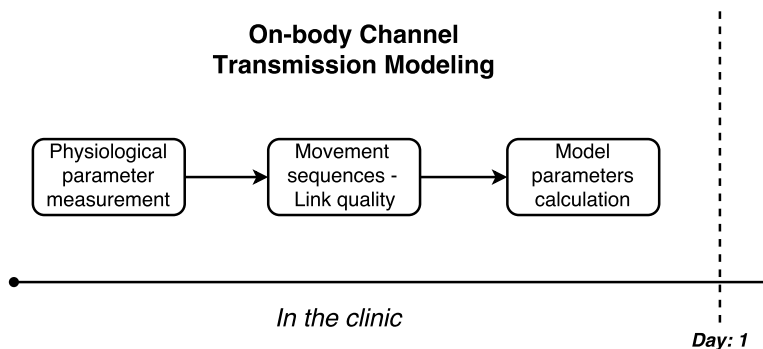 On-body Channel
Transmission Modeling
Physiological
parameter
measurement
Movement
sequences -
Link quality
Model
parameters
calculation
In the clinic
Day: 1